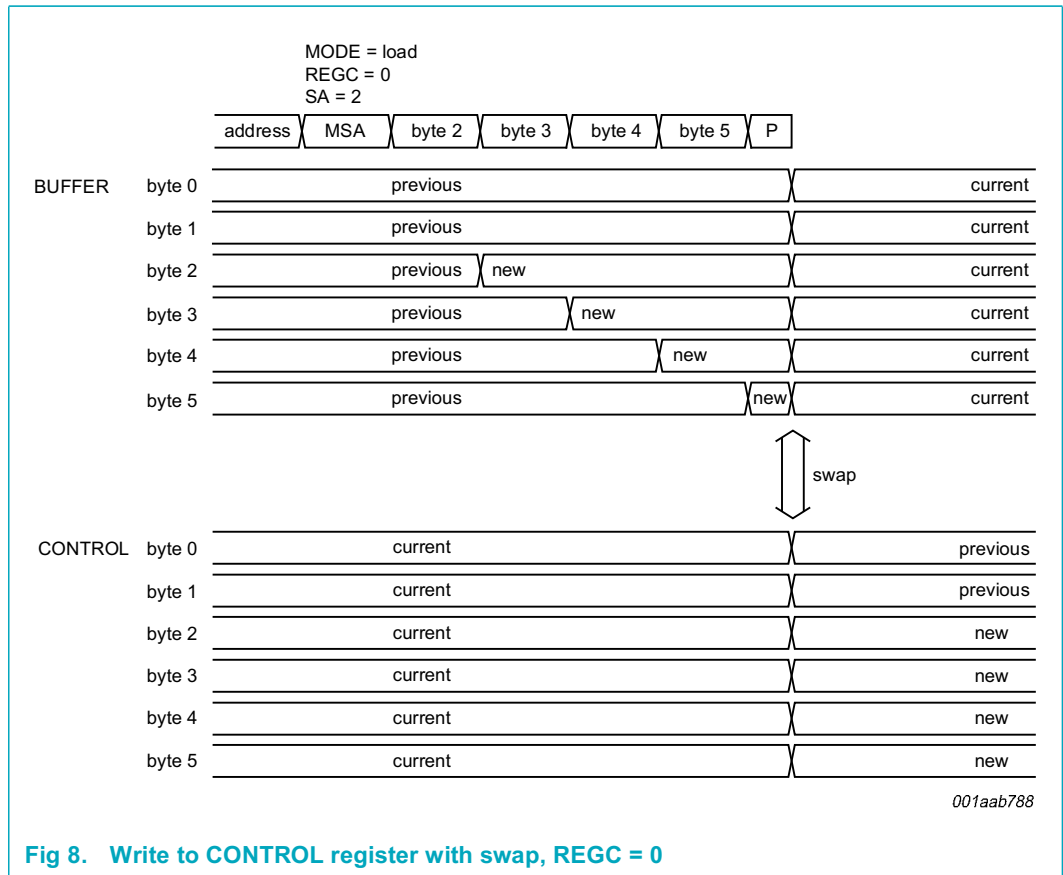 MODE = load
REGC = 0
SA = 2
address MSA byte 2 byte 3 byte 4 byte 5 P
BUFFER byte 0 previous current
byte 1 previous current
byte 2 previous new current
byte 3 previous new current
byte 4 previous new current
byte 5 previous new current
swap
CONTROL byte 0 current previous
byte 1 current previous
byte 2 current new
byte 3 current new
byte 4 current new
byte 5 current new
001aab788
Fig 8. Write to CONTROL register with swap, REGC = 0